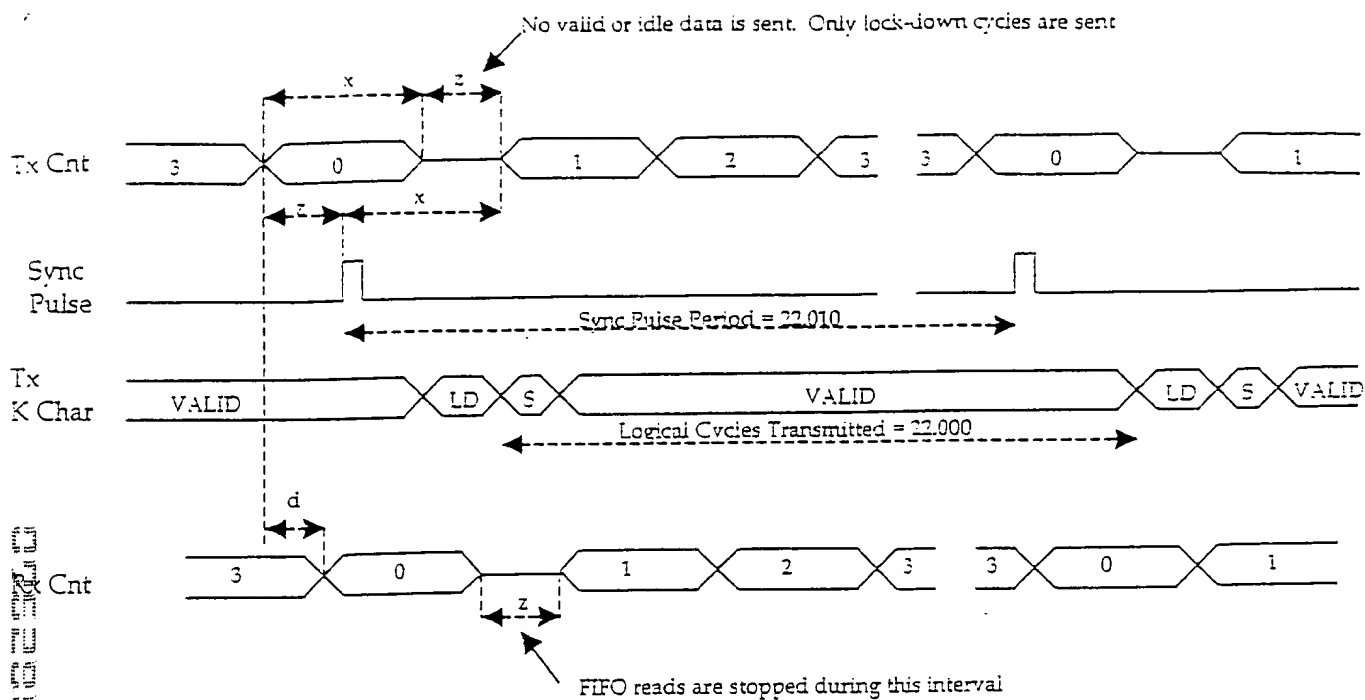 No valid or idle data is sent. Only lock-down cycles are sent
x
z
Tx Cnt
3
0
1
2
3
3
0
1
z
x
Sync
Pulse
Sync Pulse Period = 22.010
Tx
K Char
VALID
LD
S
VALID
LD
S
VALID
Logical Cycles Transmitted = 22.000
d
Rx Cnt
3
0
1
2
3
3
0
1
z
FIFO reads are stopped during this interval